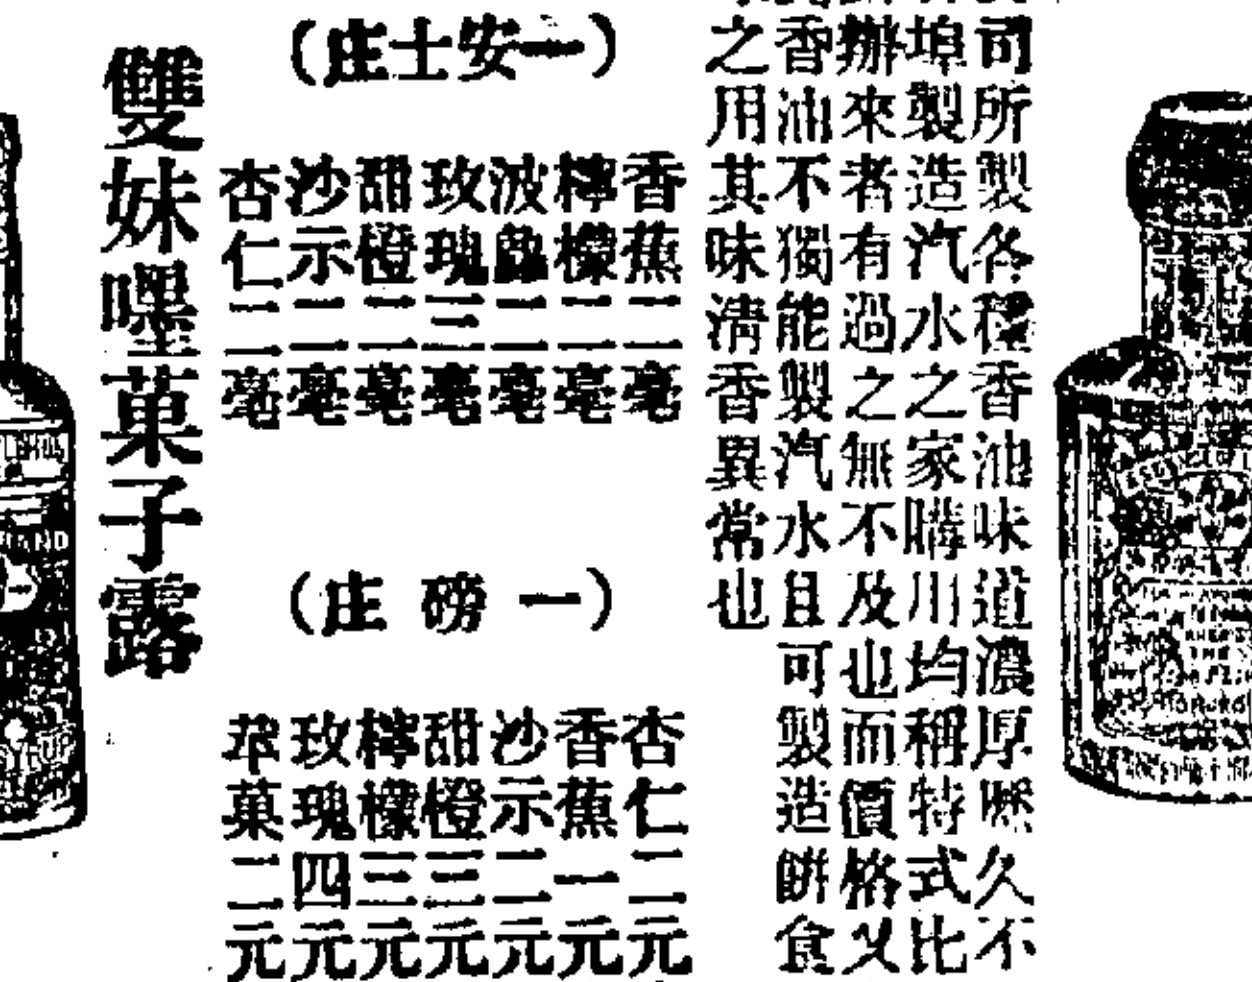 司所製各種香油味道濃厚歷久不
埠製造汽水之家購用均稱特式比
辦來者有過之無不及也而價格又
香油不獨能製汽水且可製造餅食
之用其味清香異常也
（一安士庄）
香蕉二毫
檸檬二毫
波蘿二毫
玫瑰三毫
甜橙二毫
沙示二毫
杏仁二毫
（一磅庄）
杏仁二元
香蕉一元
沙示二元
甜橙三元
檸檬三元
玫瑰四元
苹菓二元
雙妹嘿菓子露